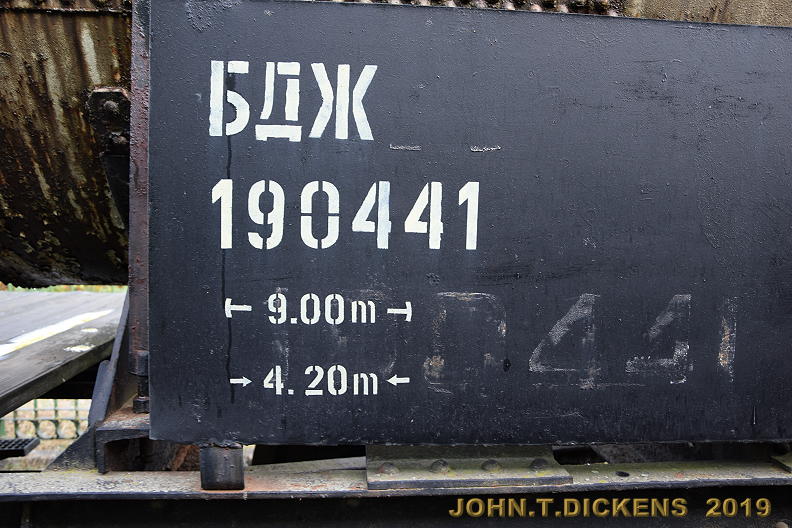 БДЖ
190441
9.00m
→ 4.20m ←
JOHN.T.DICKENS 2019